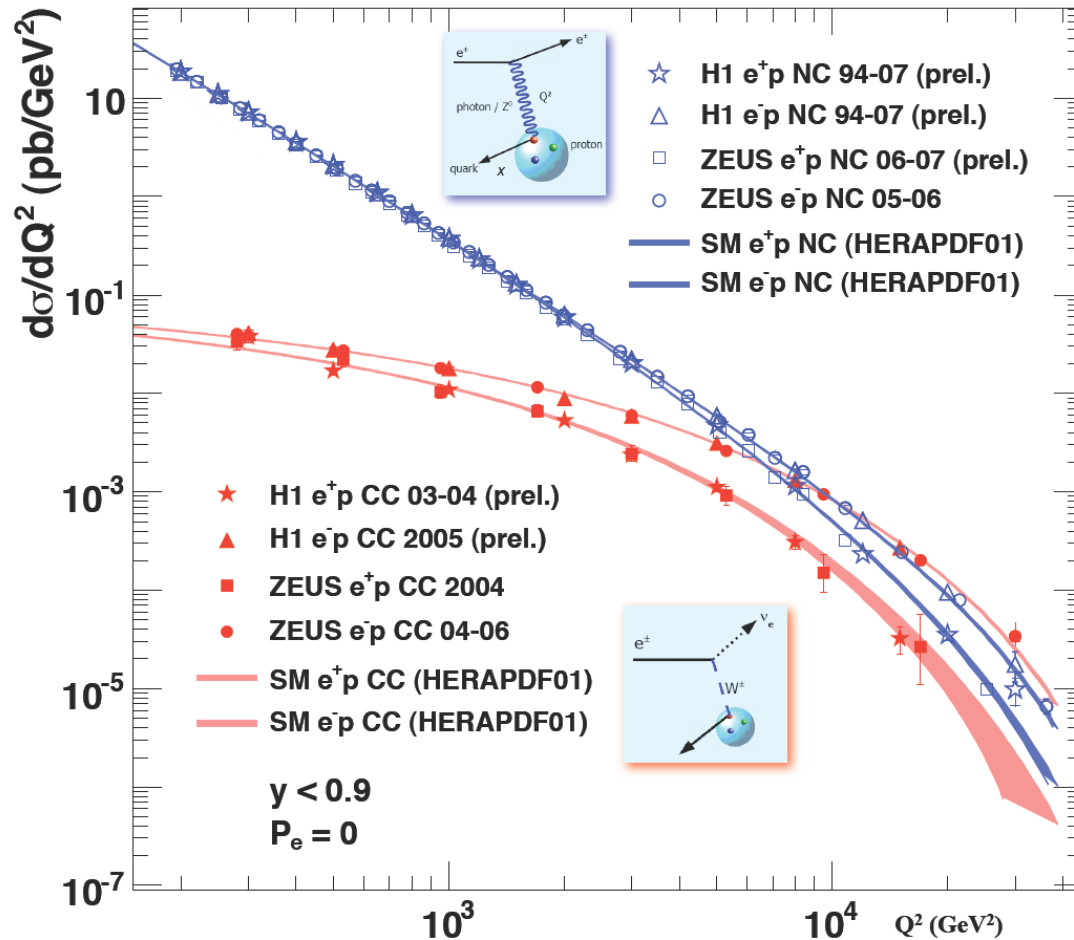 dσ/dQ² (pb/GeV²)
10
10⁻¹
10⁻³
10⁻⁵
10⁻⁷
e±
e±
photon / Z⁰
Q²
proton
quark
x
H1 e⁺p NC 94-07 (prel.)
H1 e⁻p NC 94-07 (prel.)
ZEUS e⁺p NC 06-07 (prel.)
ZEUS e⁻p NC 05-06
SM e⁺p NC (HERAPDF01)
SM e⁻p NC (HERAPDF01)
H1 e⁺p CC 03-04 (prel.)
H1 e⁻p CC 2005 (prel.)
ZEUS e⁺p CC 2004
ZEUS e⁻p CC 04-06
SM e⁺p CC (HERAPDF01)
SM e⁻p CC (HERAPDF01)
e±
νₑ
W±
y < 0.9
Pₑ = 0
10³
10⁴
Q² (GeV²)